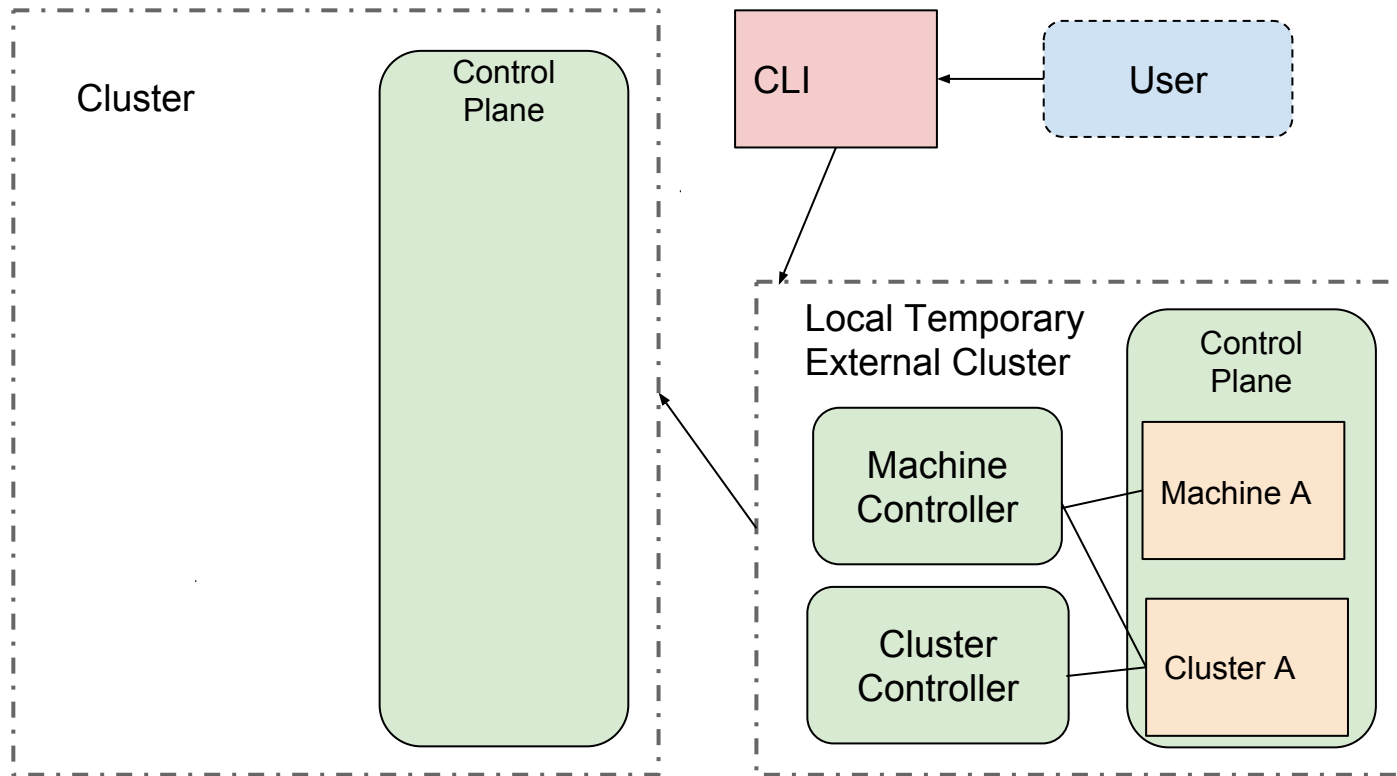 Cluster
Control
Plane
CLI
User
Local Temporary
External Cluster
Control
Plane
Machine
Controller
Machine A
Cluster
Controller
Cluster A